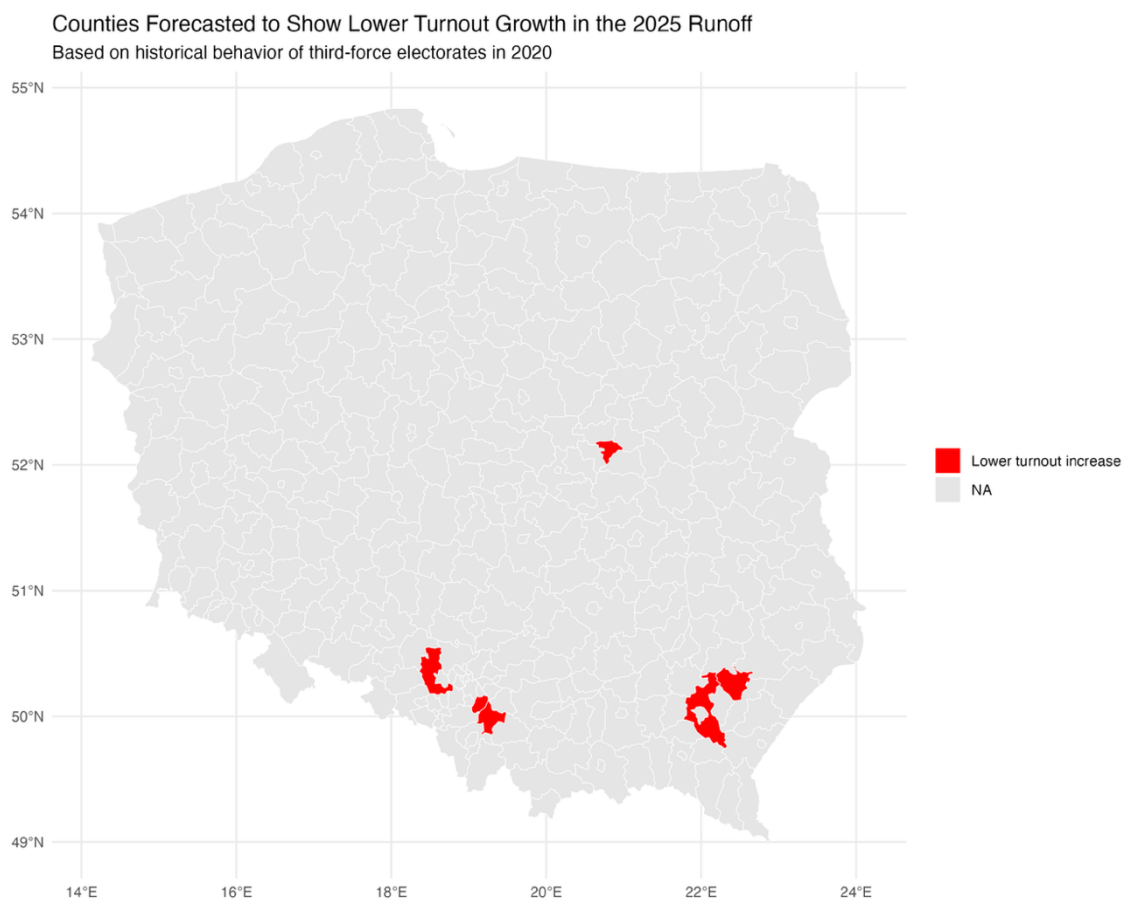 Counties Forecasted to Show Lower Turnout Growth in the 2025 Runoff
Based on historical behavior of third-force electorates in 2020
55°N
54°N
53°N
52°N
51°N
50°N
49°N
14°E
16°E
18°E
20°E
22°E
24°E
Lower turnout increase
NA